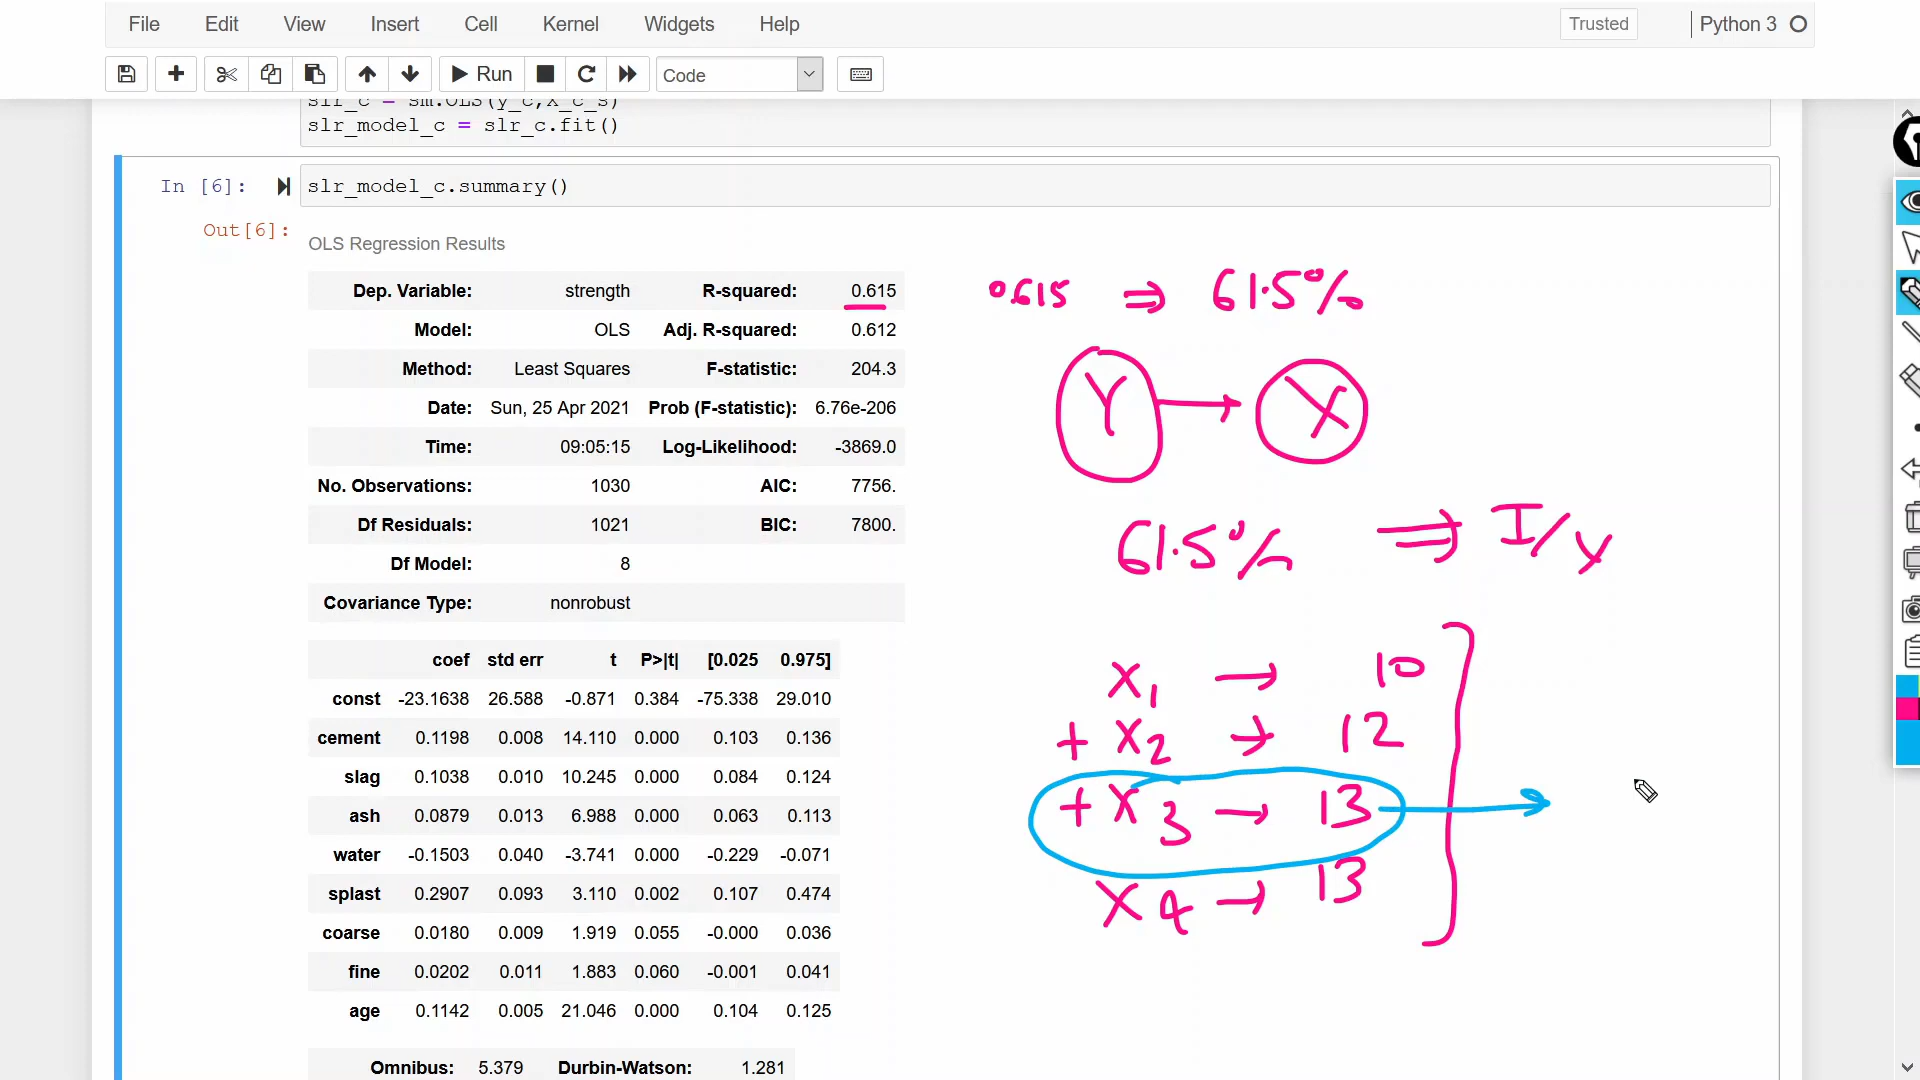 File Edit View Insert Cell Kernel Widgets Help Trusted Python 3
Run Code
slr_c = sm.OLS(y_c,x_c_s)
slr_model_c = slr_c.fit()
In [6]: slr_model_c.summary()
Out[6]:
OLS Regression Results
Dep. Variable: strength R-squared: 0.615
Model: OLS Adj. R-squared: 0.612
Method: Least Squares F-statistic: 204.3
Date: Sun, 25 Apr 2021 Prob (F-statistic): 6.76e-206
Time: 09:05:15 Log-Likelihood: -3869.0
No. Observations: 1030 AIC: 7756.
Df Residuals: 1021 BIC: 7800.
Df Model: 8
Covariance Type: nonrobust
coef std err t P>|t| [0.025 0.975]
const -23.1638 26.588 -0.871 0.384 -75.338 29.010
cement 0.1198 0.008 14.110 0.000 0.103 0.136
slag 0.1038 0.010 10.245 0.000 0.084 0.124
ash 0.0879 0.013 6.988 0.000 0.063 0.113
water -0.1503 0.040 -3.741 0.000 -0.229 -0.071
splast 0.2907 0.093 3.110 0.002 0.107 0.474
coarse 0.0180 0.009 1.919 0.055 -0.000 0.036
fine 0.0202 0.011 1.883 0.060 -0.001 0.041
age 0.1142 0.005 21.046 0.000 0.104 0.125
Omnibus: 5.379 Durbin-Watson: 1.281
0.615 ⇒ 61.5%
Y → X
61.5% ⇒ I/y
X1 → 10
+ X2 → 12
+ X3 → 13
X4 → 13